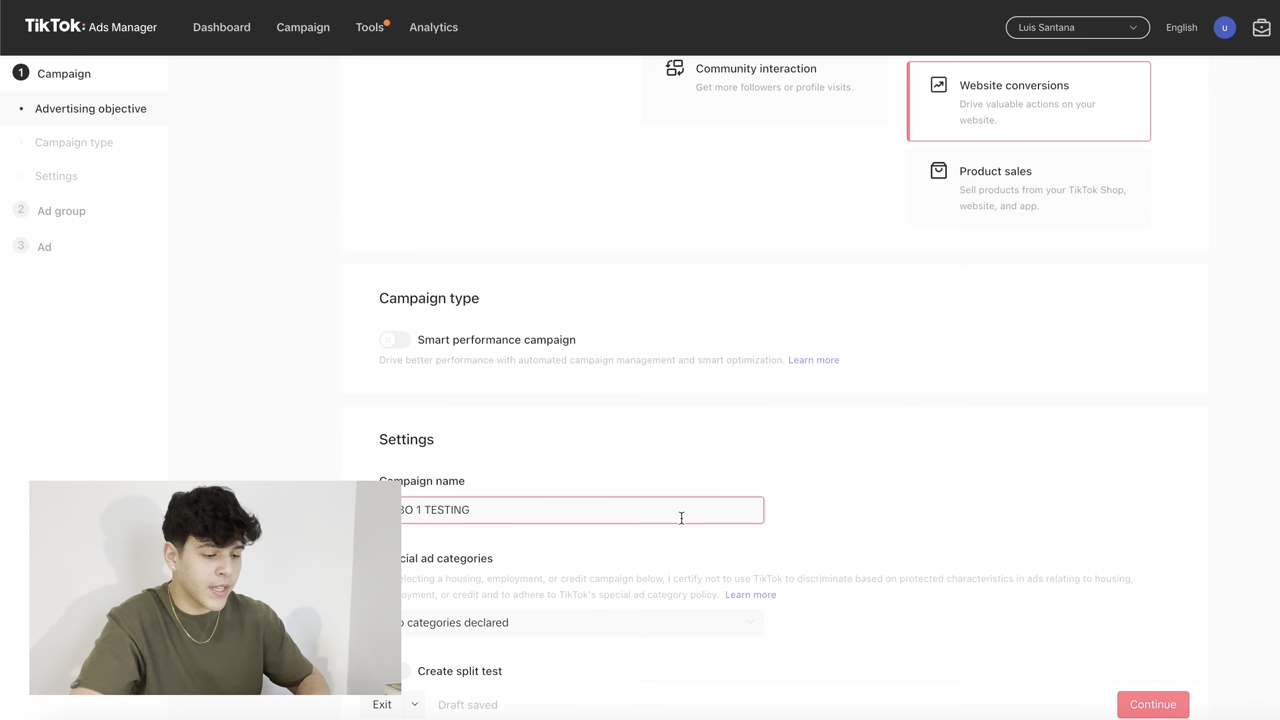 TikTok: Ads Manager
Dashboard
Campaign
Tools
Analytics
Luis Santana
English
u
1 Campaign
Advertising objective
Campaign type
Settings
2 Ad group
3 Ad
Community interaction
Get more followers or profile visits.
Website conversions
Drive valuable actions on your
website.
Product sales
Sell products from your TikTok Shop,
website, and app.
Campaign type
Smart performance campaign
Drive better performance with automated campaign management and smart optimization. Learn more
Settings
Campaign name
BO 1 TESTING
cial ad categories
electing a housing, employment, or credit campaign below, I certify not to use TikTok to discriminate based on protected characteristics in ads relating to housing,
ployment, or credit and to adhere to TikTok's special ad category policy. Learn more
o categories declared
Create split test
Exit
Draft saved
Continue